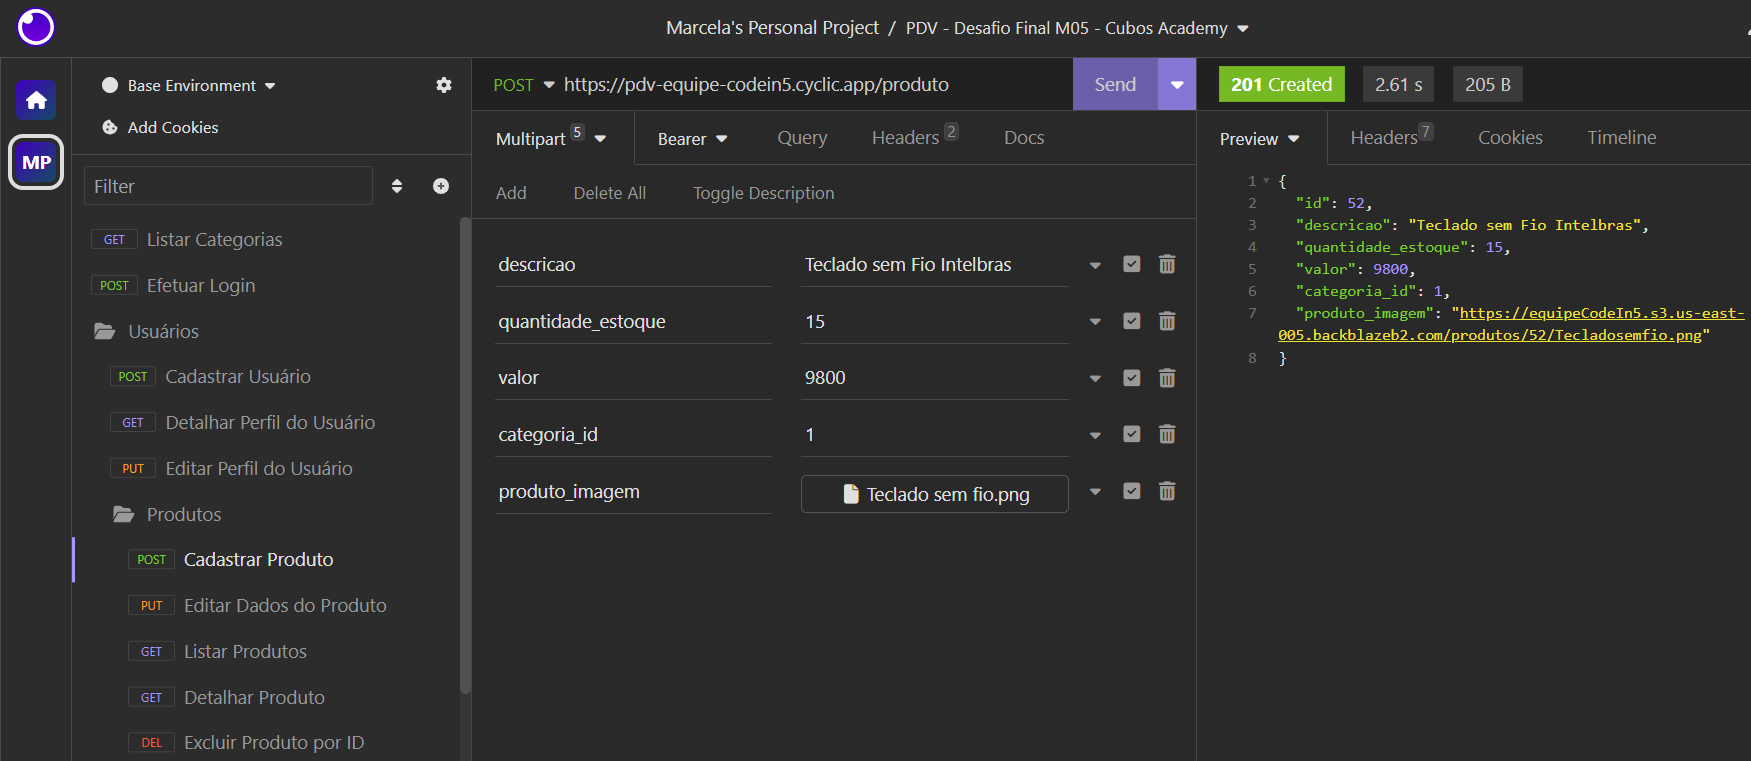 Marcela's Personal Project / PDV - Desafio Final M05 - Cubos Academy
MP
Base Environment
Add Cookies
Filter
GET Listar Categorias
POST Efetuar Login
Usuários
POST Cadastrar Usuário
GET Detalhar Perfil do Usuário
PUT Editar Perfil do Usuário
Produtos
POST Cadastrar Produto
PUT Editar Dados do Produto
GET Listar Produtos
GET Detalhar Produto
DEL Excluir Produto por ID
POST https://pdv-equipe-codein5.cyclic.app/produto Send
Multipart 5 Bearer Query Headers 2 Docs
Add Delete All Toggle Description
descricao Teclado sem Fio Intelbras
quantidade_estoque 15
valor 9800
categoria_id 1
produto_imagem Teclado sem fio.png
201 Created 2.61 s 205 B
Preview Headers 7 Cookies Timeline
1 {
2 "id": 52,
3 "descricao": "Teclado sem Fio Intelbras",
4 "quantidade_estoque": 15,
5 "valor": 9800,
6 "categoria_id": 1,
7 "produto_imagem": "https://equipeCodeIn5.s3.us-east-
005.backblazeb2.com/produtos/52/Tecladosemfio.png"
8 }